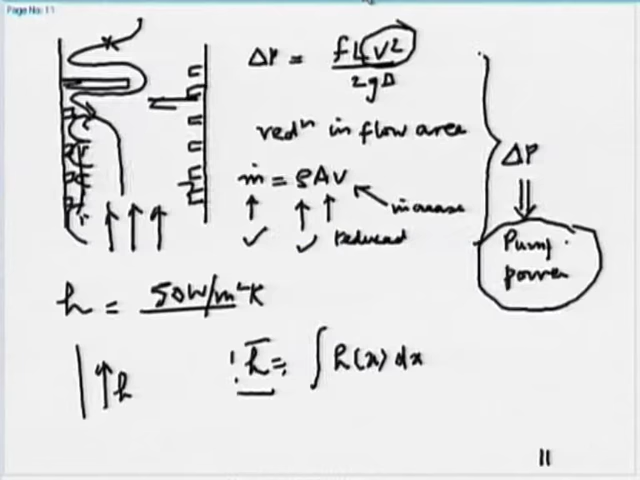 Page No: 11
ΔP = fLV²
2gD
redⁿ in flow area
ṁ = ρAV
increase
reduced
ΔP
Pump
power
h = 50W/m²K
h
h̄ = ∫ h(x) dx
11